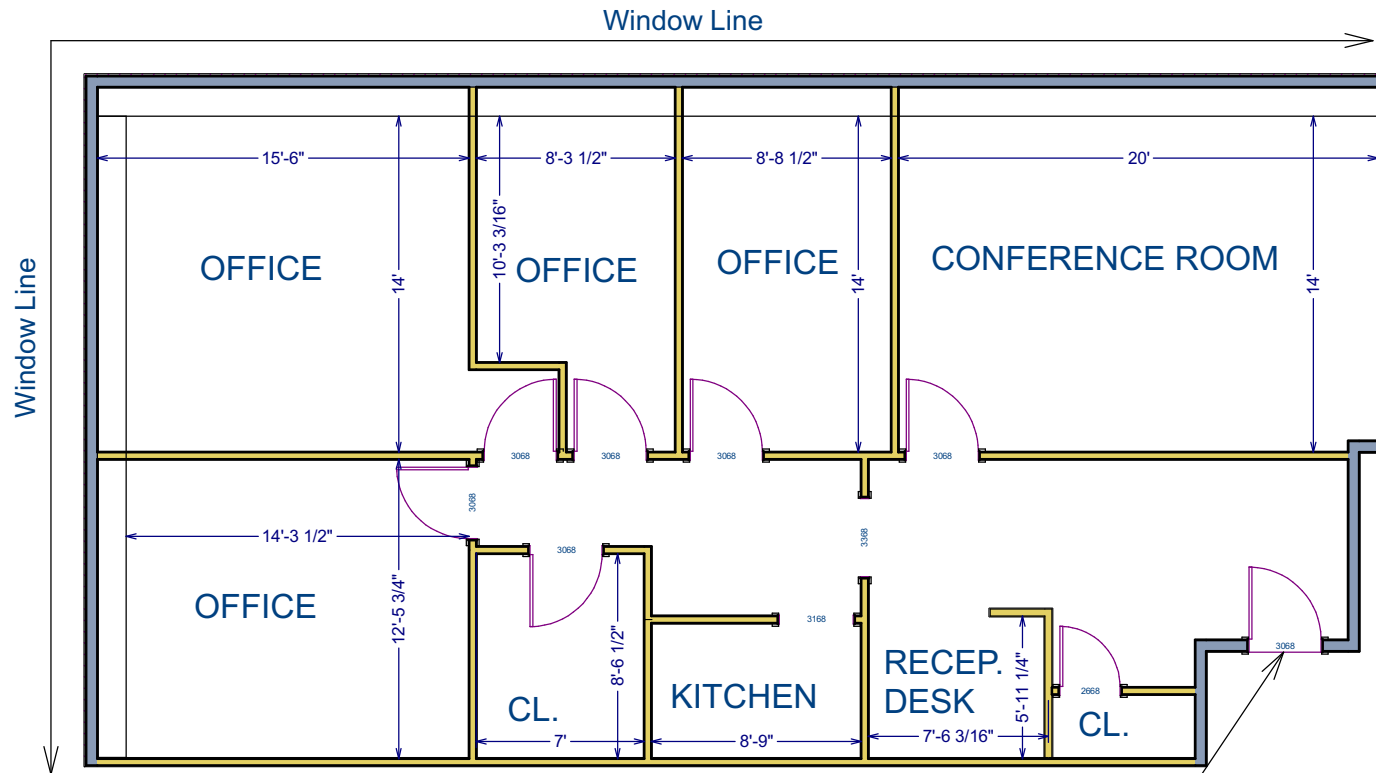 Window Line
Window Line
15'-6"
8'-3 1/2"
8'-8 1/2"
20'
10'-3 3/16"
14'
14'
14'
OFFICE
OFFICE
OFFICE
CONFERENCE ROOM
3068
3068
3068
3068
3068
3368
14'-3 1/2"
3068
12'-5 3/4"
OFFICE
8'-6 1/2"
3168
5'-11 1/4"
3068
RECEP.
DESK
KITCHEN
CL.
2668
CL.
7'
8'-9"
7'-6 3/16"